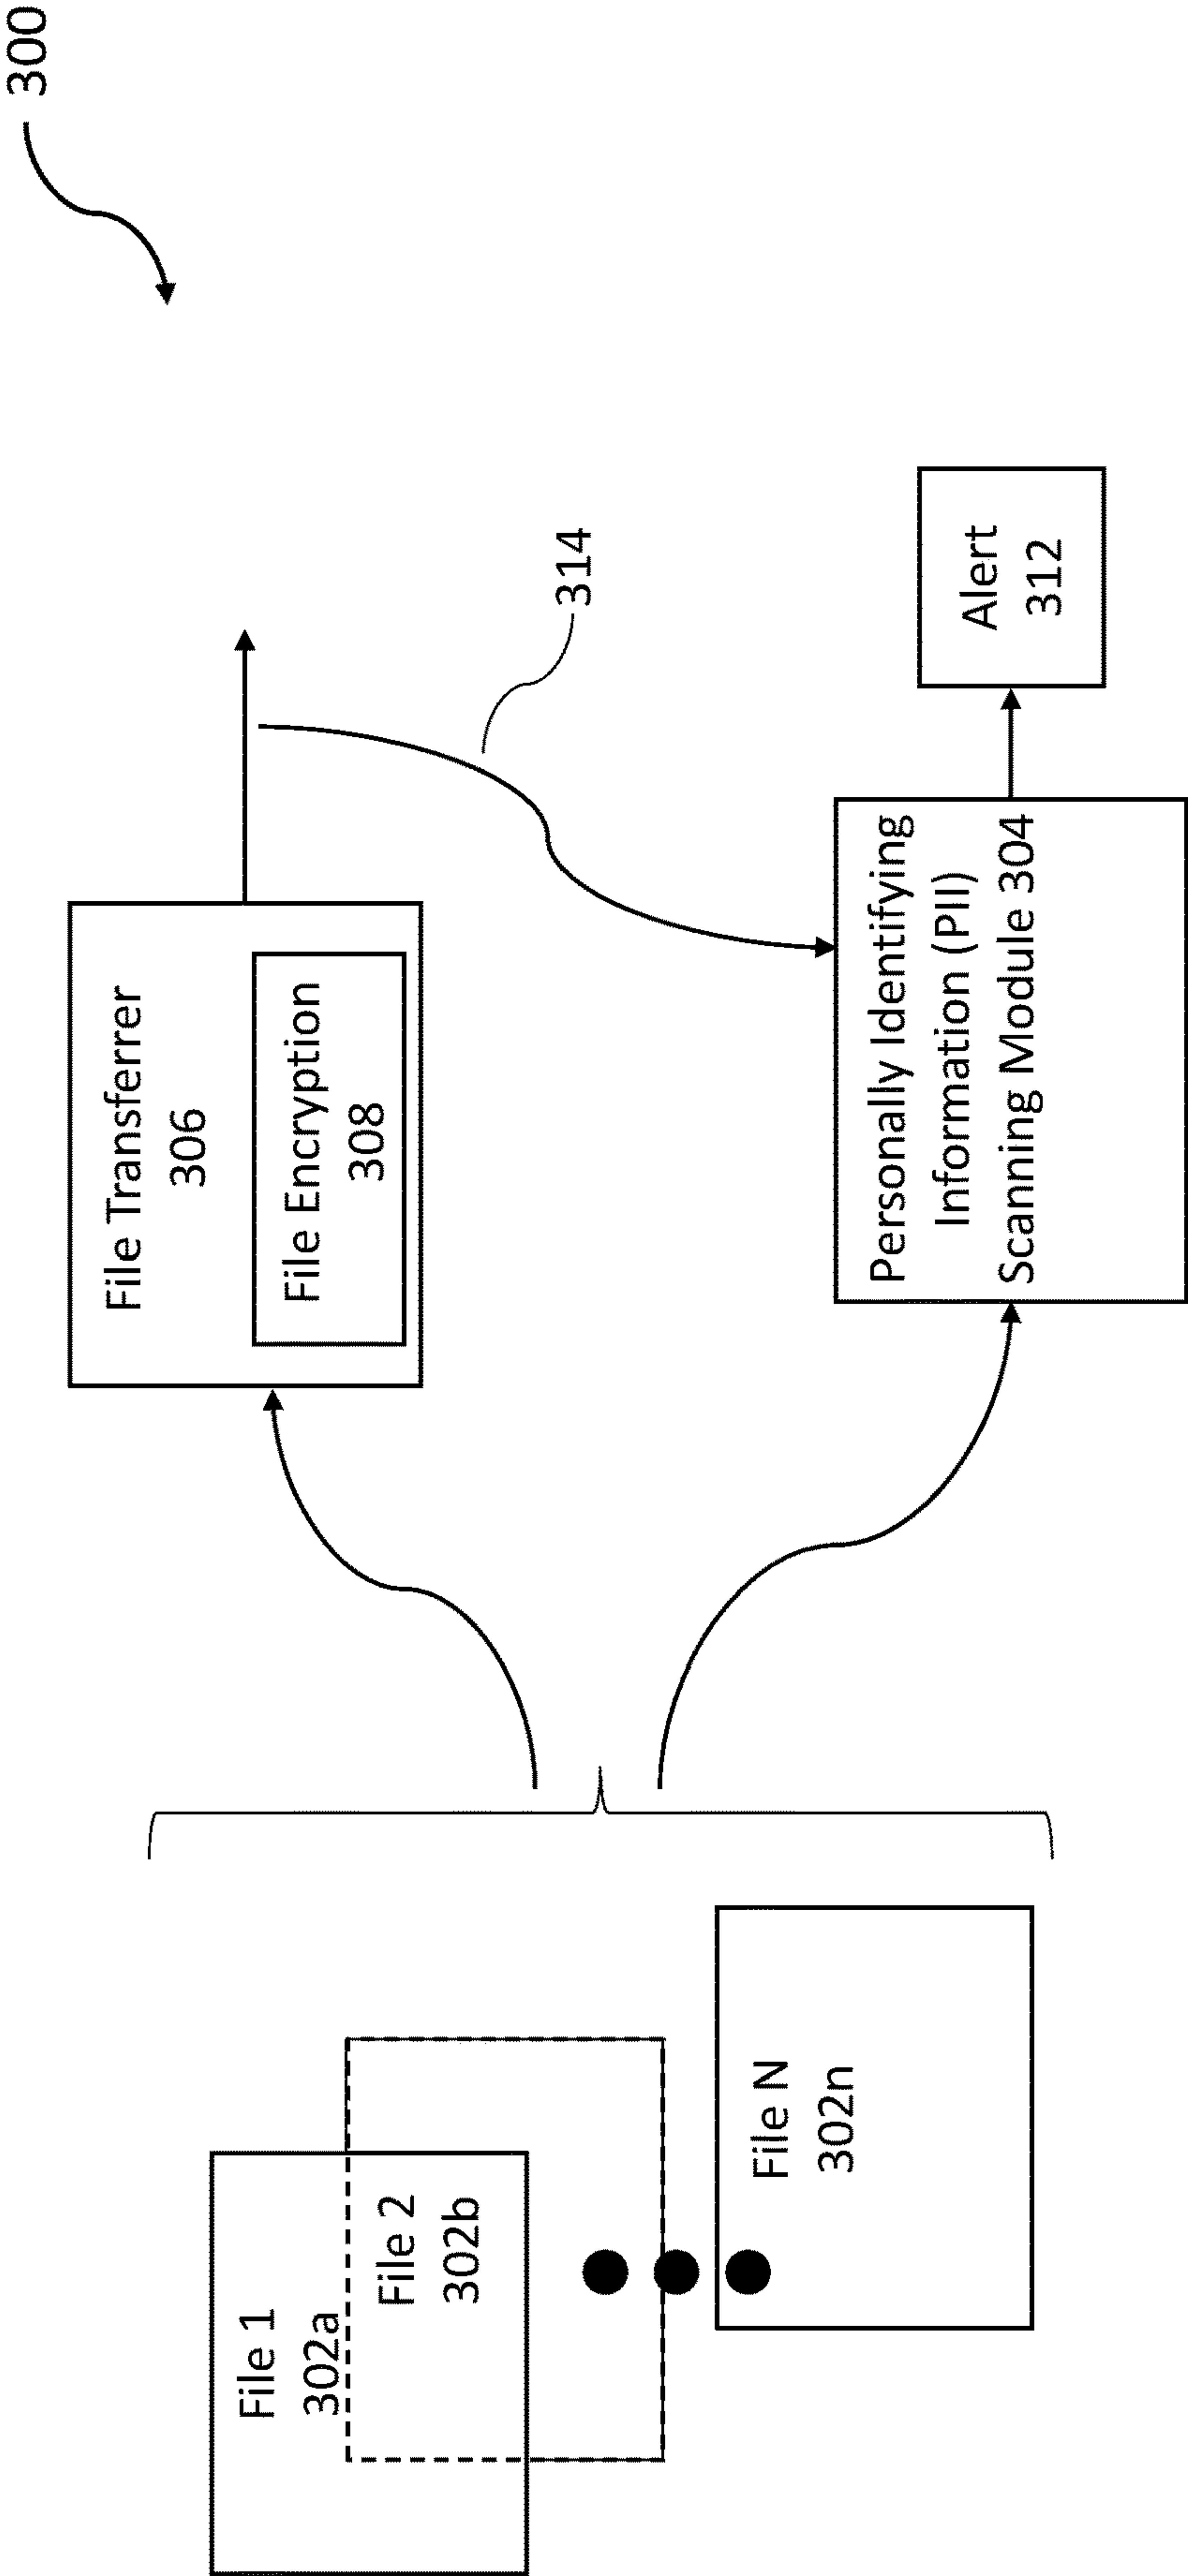 300
File 1
302a
File 2
302b
File N
302n
File Transferrer
306
File Encryption
308
314
Personally Identifying
Information (PII)
Scanning Module 304
Alert
312